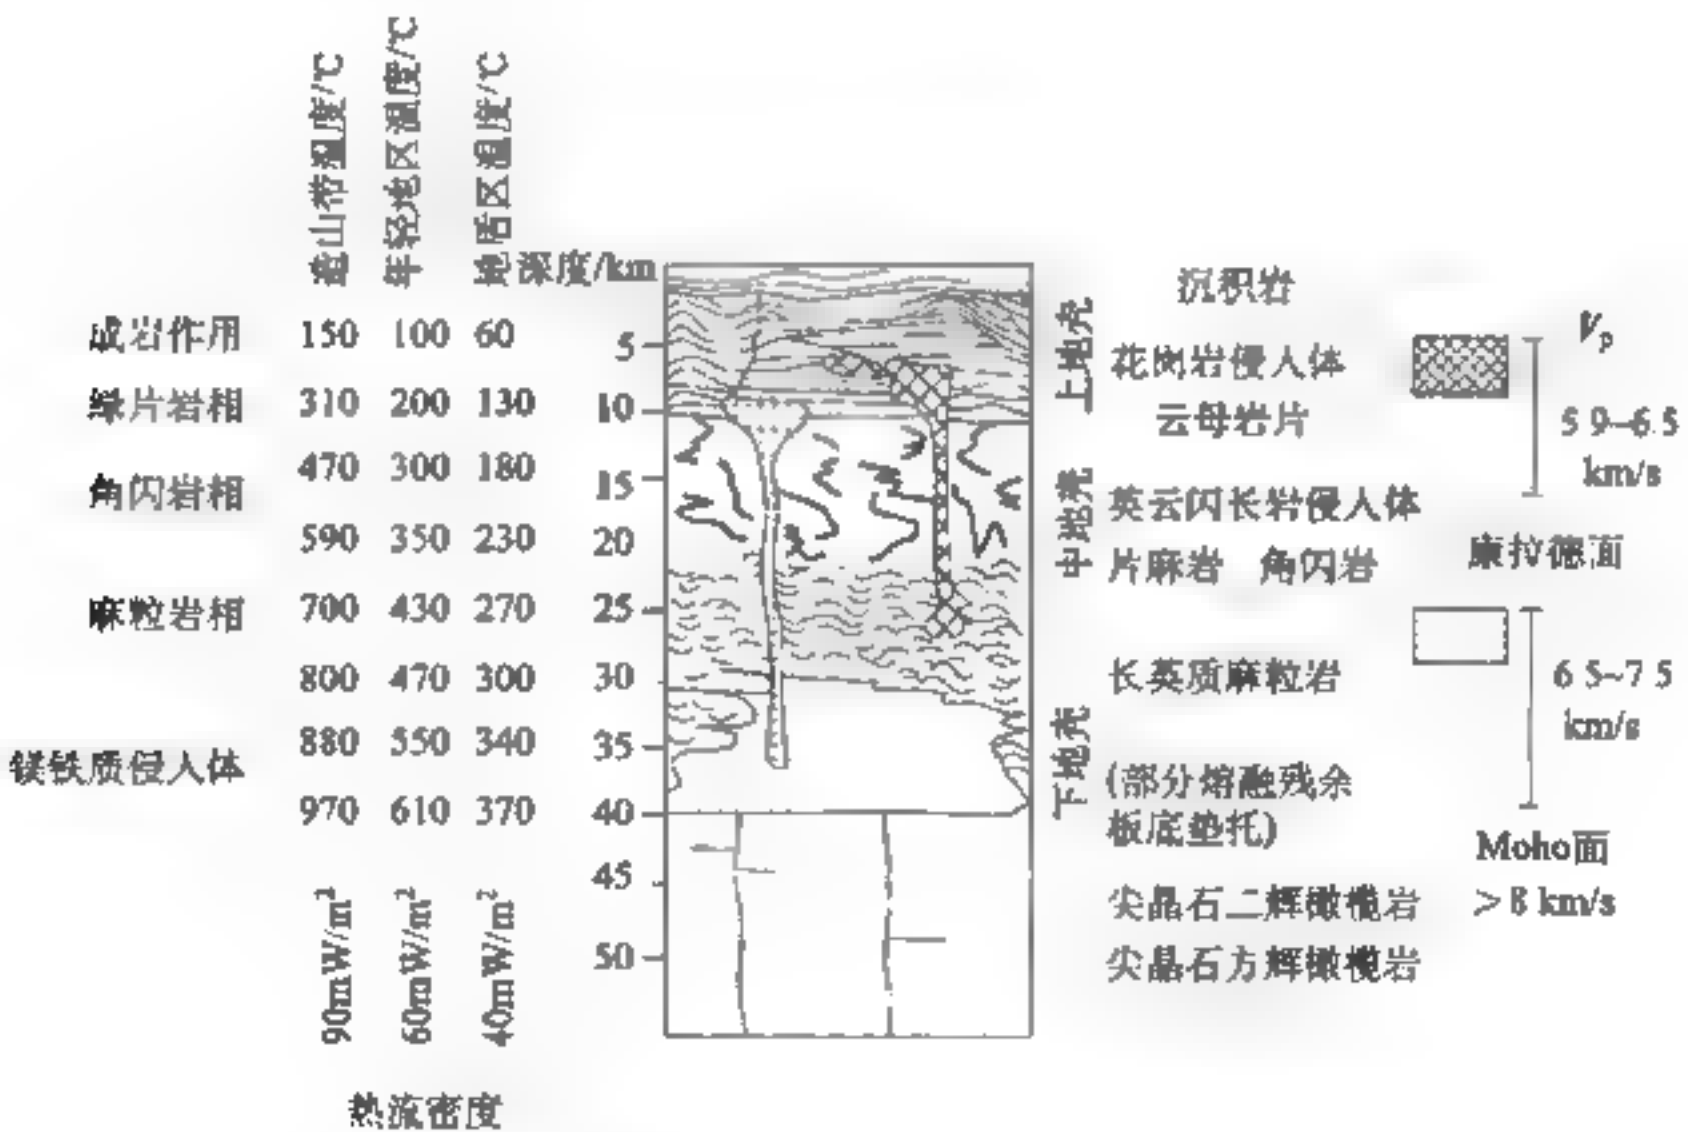 造山带温度/℃
年轻地区温度/℃
地盾区温度/℃
深度/km
成岩作用 150 100 60
绿片岩相 310 200 130
角闪岩相 470 300 180
590 350 230
麻粒岩相 700 430 270
800 470 300
镁铁质侵人体 880 550 340
970 610 370
90mW/m²
60mW/m²
40mW/m²
热流密度
5
10
15
20
25
30
35
40
45
50
上地壳
中地壳
下地壳
沉积岩
花岗岩侵人体
云母岩片
英云闪长岩侵人体
片麻岩 角闪岩
长英质麻粒岩
(部分熔融残余
板底垫托)
尖晶石二辉橄榄岩
尖晶石方辉橄榄岩
Vp
5 9~6.5
km/s
康拉德面
6 5~7 5
km/s
Moho面
>8 km/s